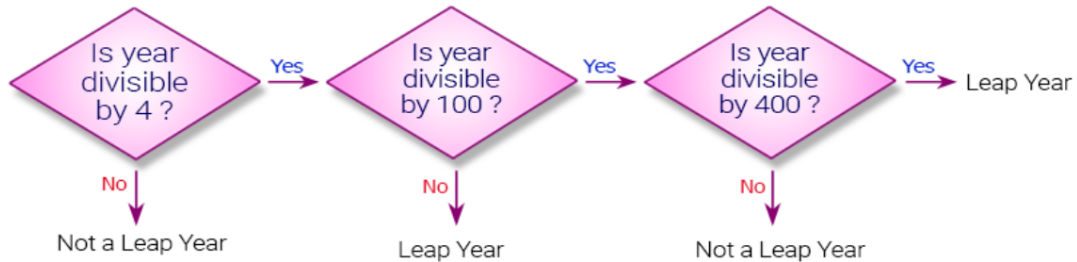 Is year
divisible
by 4 ?
Yes
Is year
divisible
by 100 ?
Yes
Is year
divisible
by 400 ?
Yes
Leap Year
No
Not a Leap Year
No
Leap Year
No
Not a Leap Year